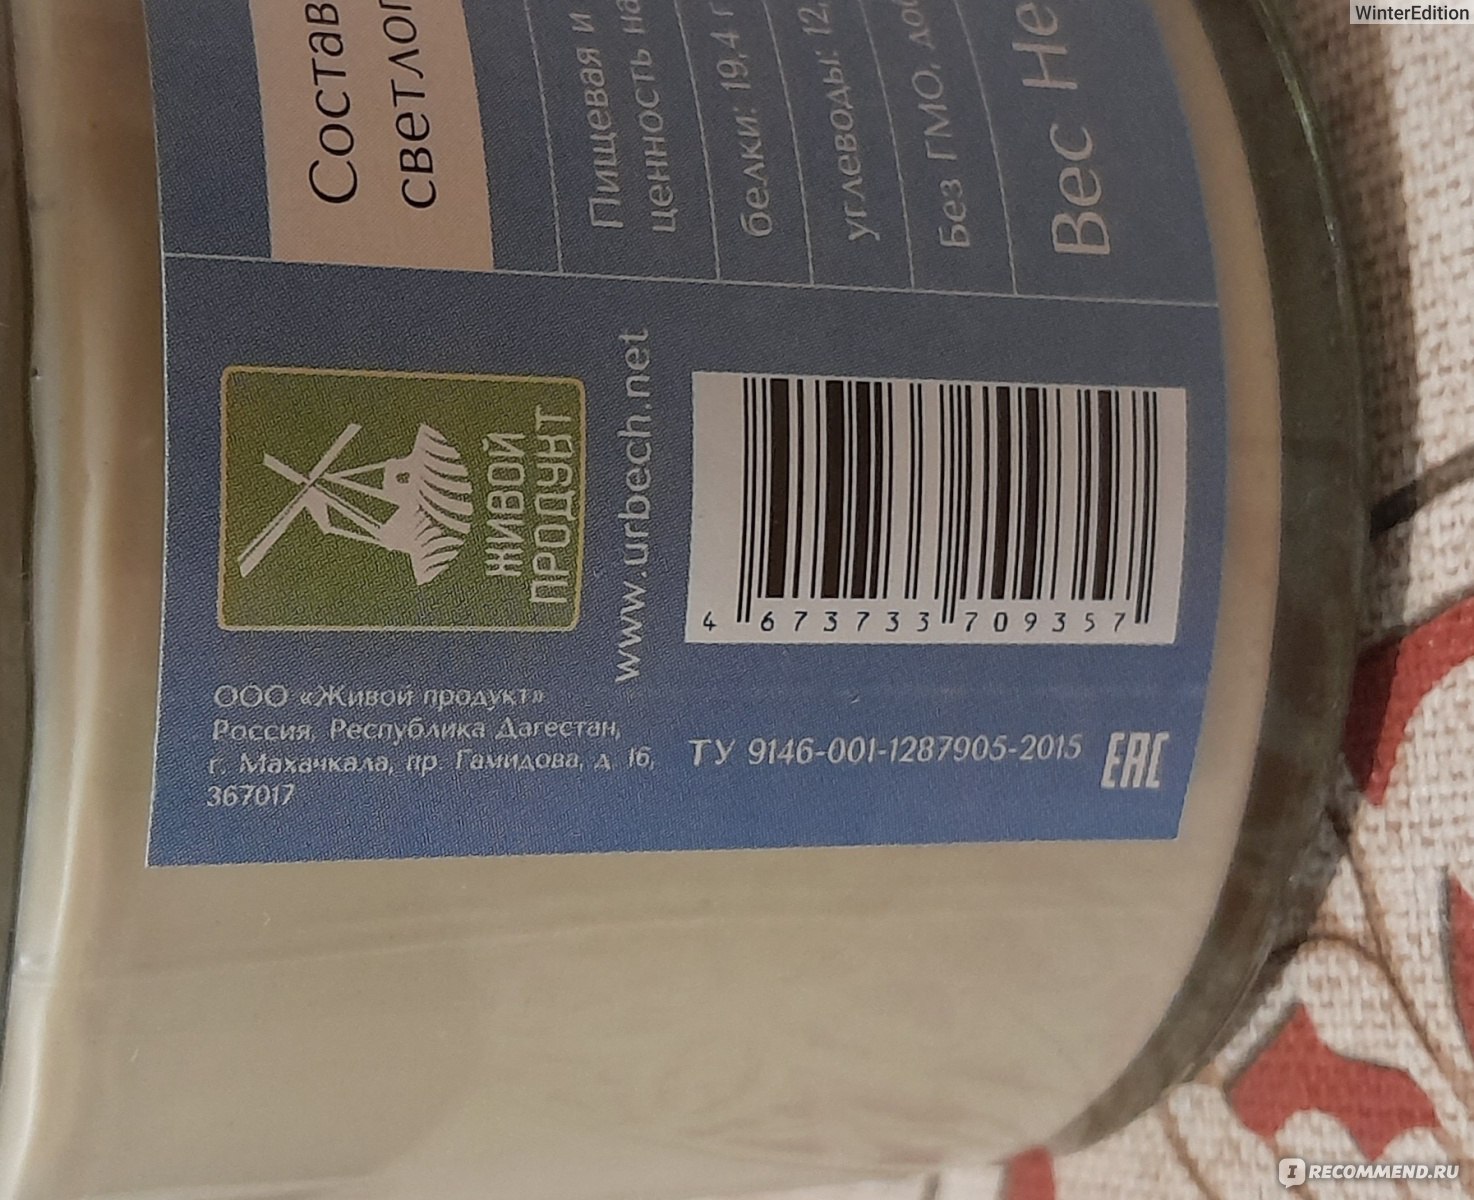 WinterEdition
Состав
светлог
Пищевая и
ценность на
белки: 19,4 г
углеводы: 12,
Без ГМО, доб
Вес Не
ЖИВОЙ
ПРОДУКТ
www.urbech.net
4 673733 709357
ООО «Живой продукт»
Россия, Республика Дагестан,
г. Махачкала, пр. Гамидова, д. 16,
367017
ТУ 9146-001-1287905-2015
EAC
IRECOMMEND.RU